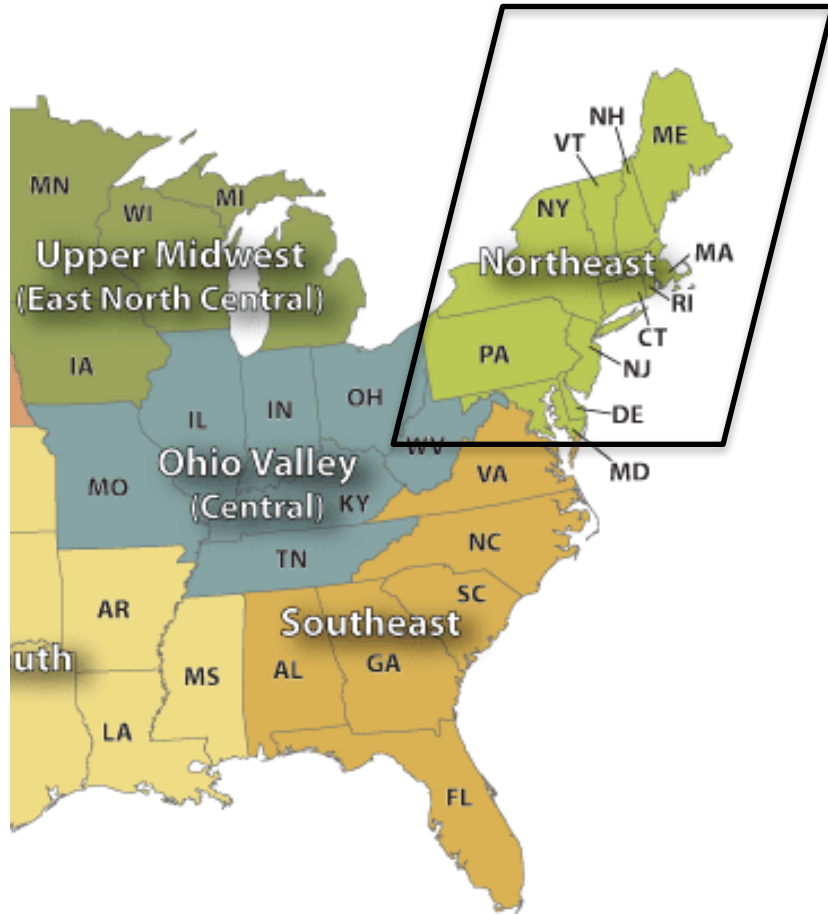 NH
VT
ME
MN
MI
WI
NY
Upper Midwest
(East North Central)
Northeast
MA
RI
CT
NJ
PA
IA
IL
IN
OH
DE
MD
WV
Ohio Valley
(Central)
VA
MO
KY
NC
TN
SC
AR
Southeast
uth
MS
AL
GA
LA
FL